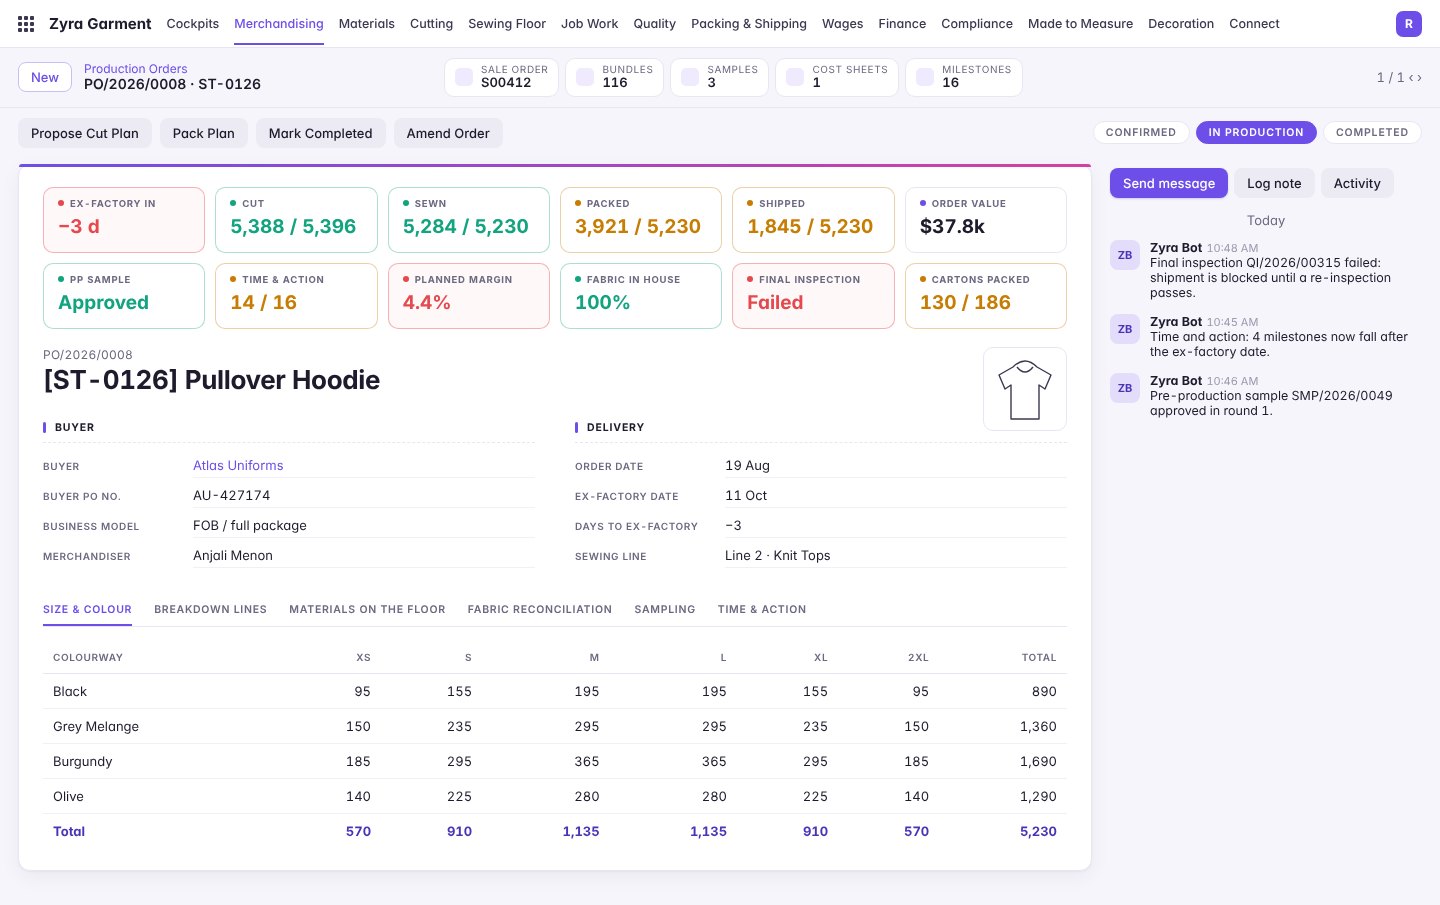 Zyra Garment Cockpits Merchandising Materials Cutting Sewing Floor Job Work Quality Packing & Shipping Wages Finance Compliance Made to Measure Decoration Connect R
New
Production Orders
PO/2026/0008 · ST-0126
SALE ORDER
S00412
BUNDLES
116
SAMPLES
3
COST SHEETS
1
MILESTONES
16
1 / 1 ‹ ›
Propose Cut Plan Pack Plan Mark Completed Amend Order
CONFIRMED IN PRODUCTION COMPLETED
EX-FACTORY IN
−3 d
CUT
5,388 / 5,396
SEWN
5,284 / 5,230
PACKED
3,921 / 5,230
SHIPPED
1,845 / 5,230
ORDER VALUE
$37.8k
PP SAMPLE
Approved
TIME & ACTION
14 / 16
PLANNED MARGIN
4.4%
FABRIC IN HOUSE
100%
FINAL INSPECTION
Failed
CARTONS PACKED
130 / 186
PO/2026/0008
[ST-0126] Pullover Hoodie
BUYER
BUYER Atlas Uniforms
BUYER PO NO. AU-427174
BUSINESS MODEL FOB / full package
MERCHANDISER Anjali Menon
DELIVERY
ORDER DATE 19 Aug
EX-FACTORY DATE 11 Oct
DAYS TO EX-FACTORY −3
SEWING LINE Line 2 · Knit Tops
SIZE & COLOUR BREAKDOWN LINES MATERIALS ON THE FLOOR FABRIC RECONCILIATION SAMPLING TIME & ACTION
COLOURWAY XS S M L XL 2XL TOTAL
Black 95 155 195 195 155 95 890
Grey Melange 150 235 295 295 235 150 1,360
Burgundy 185 295 365 365 295 185 1,690
Olive 140 225 280 280 225 140 1,290
Total 570 910 1,135 1,135 910 570 5,230
Send message Log note Activity
Today
ZB Zyra Bot 10:48 AM
Final inspection QI/2026/00315 failed:
shipment is blocked until a re-inspection
passes.
ZB Zyra Bot 10:45 AM
Time and action: 4 milestones now fall after
the ex-factory date.
ZB Zyra Bot 10:46 AM
Pre-production sample SMP/2026/0049
approved in round 1.